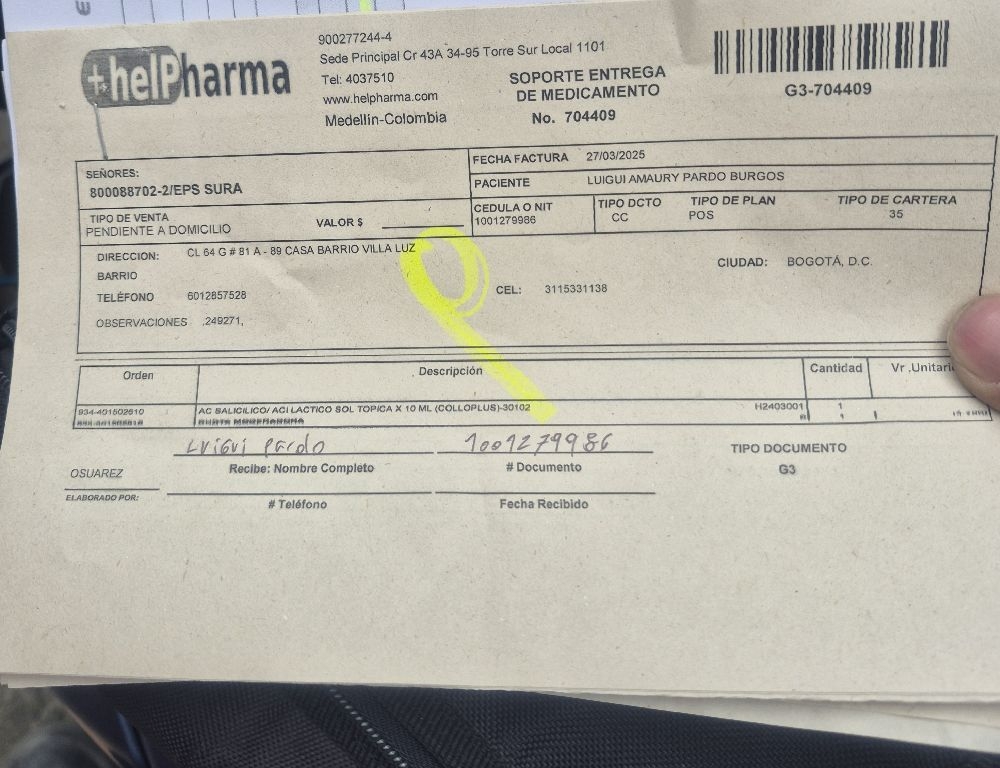 helPharma
900277244-4
Sede Principal Cr 43A 34-95 Torre Sur Local 1101
Tel: 4037510
www.helpharma.com
Medellín-Colombia
SOPORTE ENTREGA
DE MEDICAMENTO
No. 704409
G3-704409
SEÑORES:
800088702-2/EPS SURA
FECHA FACTURA 27/03/2025
PACIENTE LUIGUI AMAURY PARDO BURGOS
TIPO DE VENTA
PENDIENTE A DOMICILIO
VALOR $
CEDULA O NIT
1001279986
TIPO DCTO
CC
TIPO DE PLAN
POS
TIPO DE CARTERA
35
DIRECCION: CL 64 G # 81 A - 89 CASA BARRIO VILLA LUZ
BARRIO
CIUDAD: BOGOTÁ, D.C.
TELÉFONO 6012857528
CEL: 3115331138
OBSERVACIONES .249271,
Orden Descripción Cantidad Vr .Unitari
934-401502610 AC SALICILICO/ ACI LACTICO SOL TOPICA X 10 ML (COLLOPLUS)-30102 H2403001 1
Luigui Pardo 1001279986
Recibe: Nombre Completo # Documento
TIPO DOCUMENTO
G3
OSUAREZ
ELABORADO POR:
# Teléfono Fecha Recibido